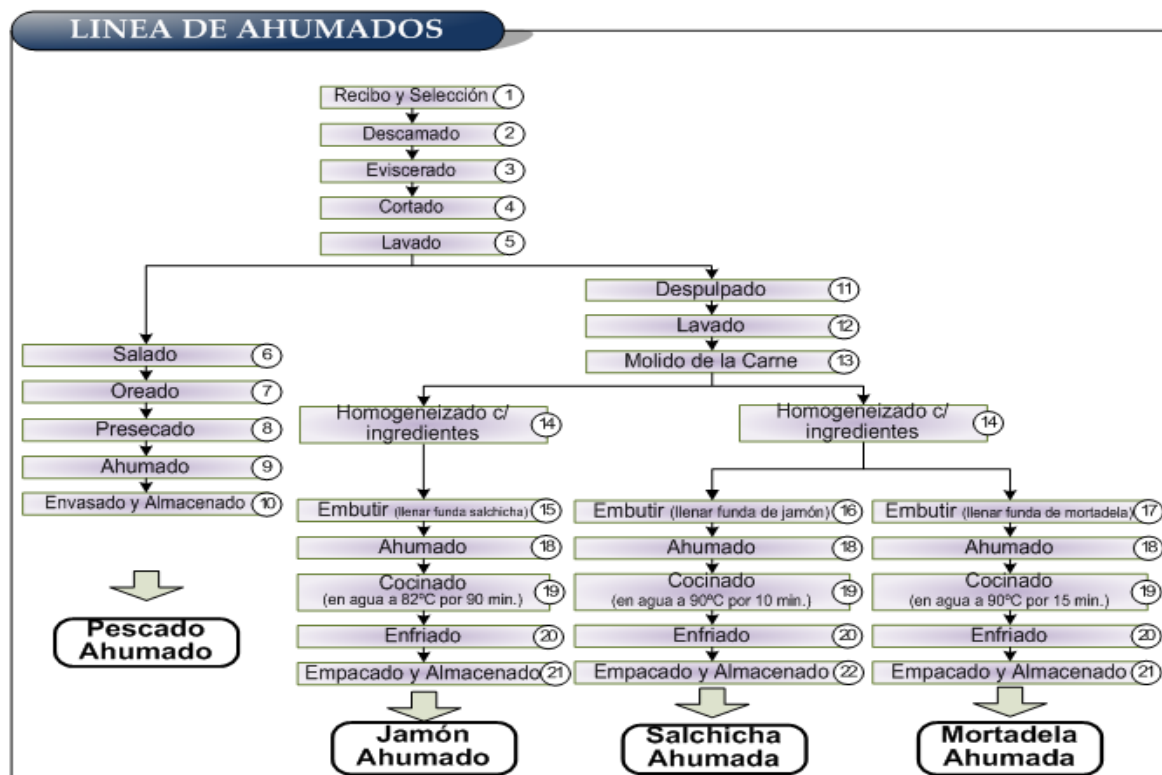 LINEA DE AHUMADOS
Recibo y Selección 1
Descamado 2
Eviscerado 3
Cortado 4
Lavado 5
Salado 6
Oreado 7
Presecado 8
Ahumado 9
Envasado y Almacenado 10
Pescado
Ahumado
Despulpado 11
Lavado 12
Molido de la Carne 13
Homogeneizado c/
ingredientes 14
Embutir (llenar funda salchicha) 15
Ahumado 18
Cocinado 19
(en agua a 82ºC por 90 min.)
Enfriado 20
Empacado y Almacenado 21
Jamón
Ahumado
Homogeneizado c/
ingredientes 14
Embutir (llenar funda de jamón) 16
Ahumado 18
Cocinado 19
(en agua a 90ºC por 10 min.)
Enfriado 20
Empacado y Almacenado 22
Salchicha
Ahumada
Embutir (llenar funda de mortadela) 17
Ahumado 18
Cocinado 19
(en agua a 90ºC por 15 min.)
Enfriado 20
Empacado y Almacenado 21
Mortadela
Ahumada